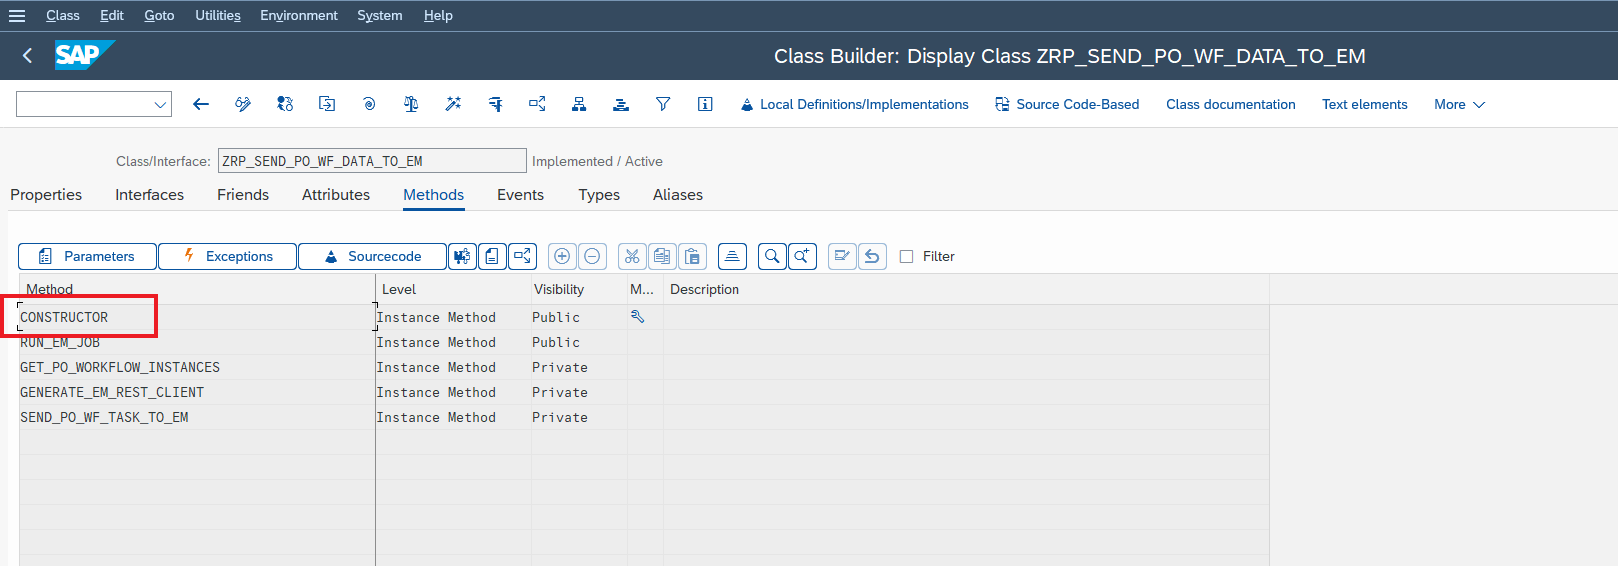 Class Edit Goto Utilities Environment System Help
SAP Class Builder: Display Class ZRP_SEND_PO_WF_DATA_TO_EM
Local Definitions/Implementations Source Code-Based Class documentation Text elements More
Class/Interface: ZRP_SEND_PO_WF_DATA_TO_EM Implemented / Active
Properties Interfaces Friends Attributes Methods Events Types Aliases
Parameters Exceptions Sourcecode Filter
Method Level Visibility M... Description
CONSTRUCTOR Instance Method Public
RUN_EM_JOB Instance Method Public
GET_PO_WORKFLOW_INSTANCES Instance Method Private
GENERATE_EM_REST_CLIENT Instance Method Private
SEND_PO_WF_TASK_TO_EM Instance Method Private